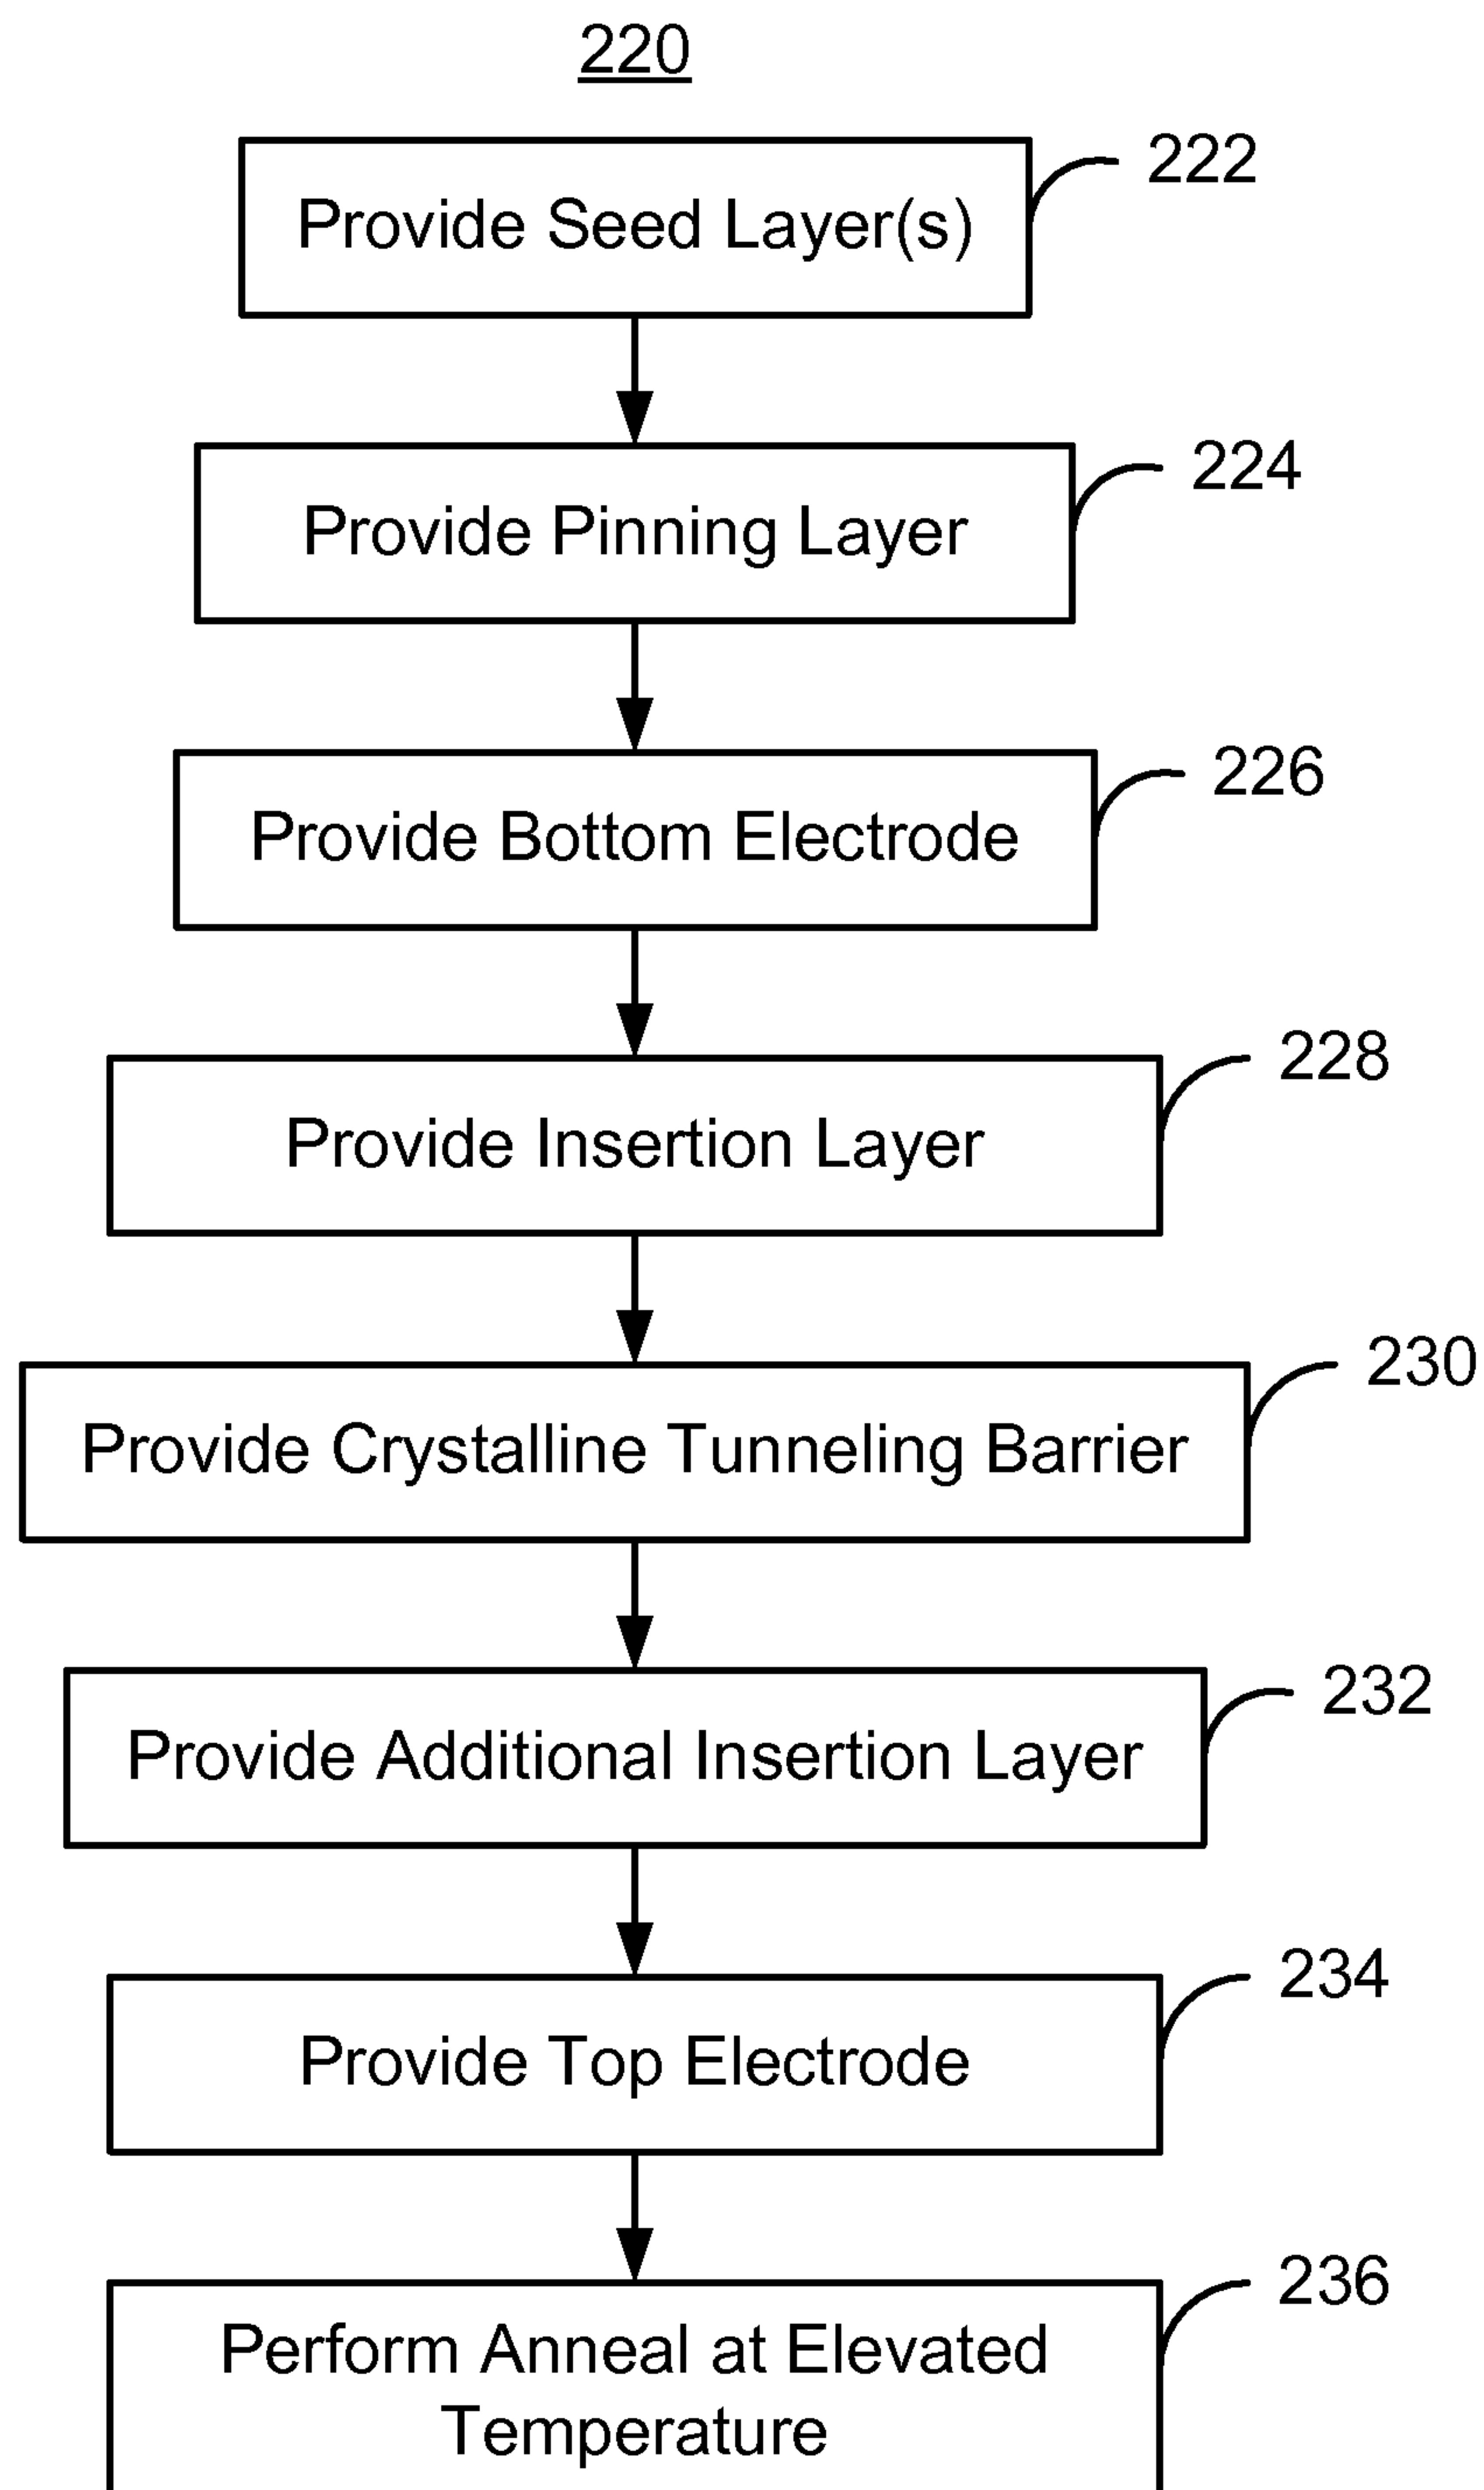 220
Provide Seed Layer(s)
222
Provide Pinning Layer
224
Provide Bottom Electrode
226
Provide Insertion Layer
228
Provide Crystalline Tunneling Barrier
230
Provide Additional Insertion Layer
232
Provide Top Electrode
234
Perform Anneal at Elevated
Temperature
236